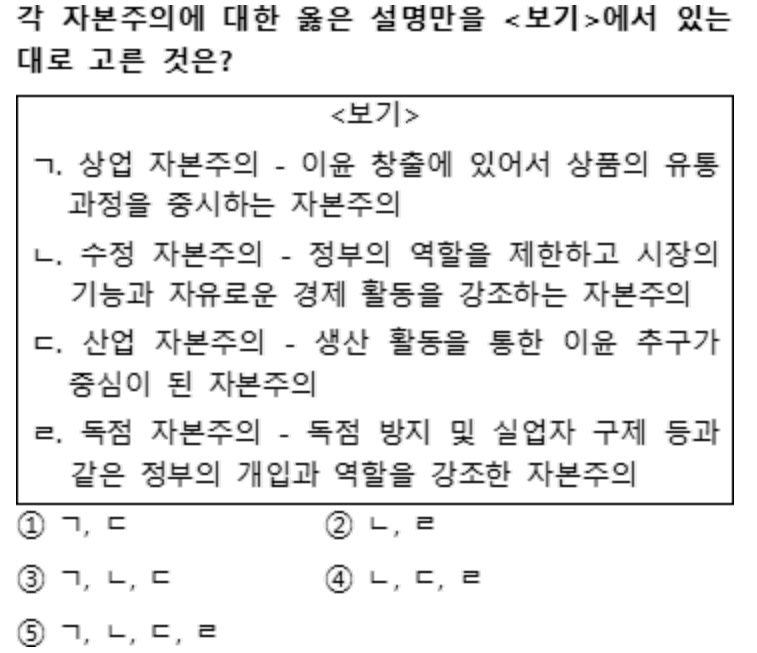 각 자본주의에 대한 옳은 설명만을 <보기>에서 있는
대로 고른 것은?
<보기>
ㄱ. 상업 자본주의 - 이윤 창출에 있어서 상품의 유통
과정을 중시하는 자본주의
ㄴ. 수정 자본주의 - 정부의 역할을 제한하고 시장의
기능과 자유로운 경제 활동을 강조하는 자본주의
ㄷ. 산업 자본주의 - 생산 활동을 통한 이윤 추구가
중심이 된 자본주의
ㄹ. 독점 자본주의 - 독점 방지 및 실업자 구제 등과
같은 정부의 개입과 역할을 강조한 자본주의
① ㄱ, ㄷ ② ㄴ, ㄹ
③ ㄱ, ㄴ, ㄷ ④ ㄴ, ㄷ, ㄹ
⑤ ㄱ, ㄴ, ㄷ, ㄹ